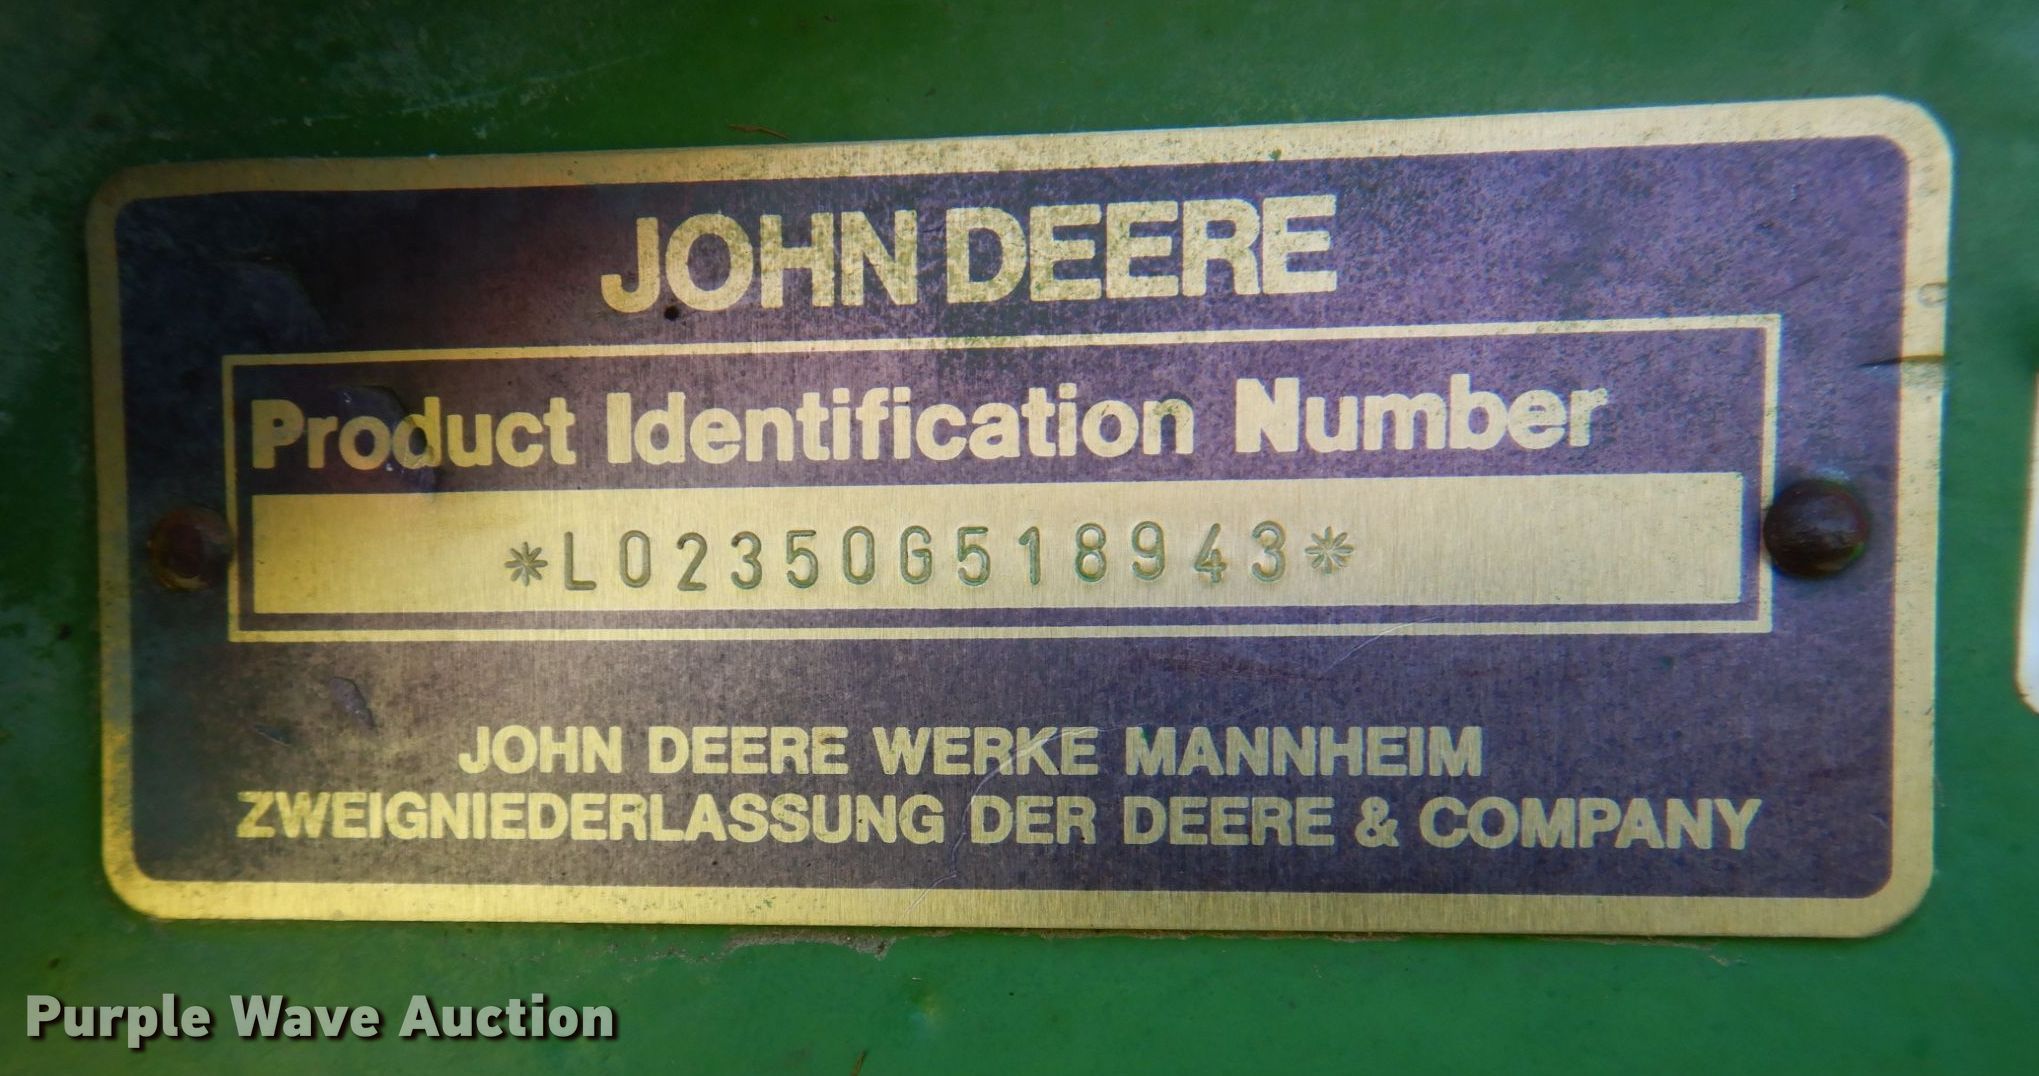 JOHN DEERE
Product Identification Number
*L02350G518943*
JOHN DEERE WERKE MANNHEIM
ZWEIGNIEDERLASSUNG DER DEERE & COMPANY
Purple Wave Auction